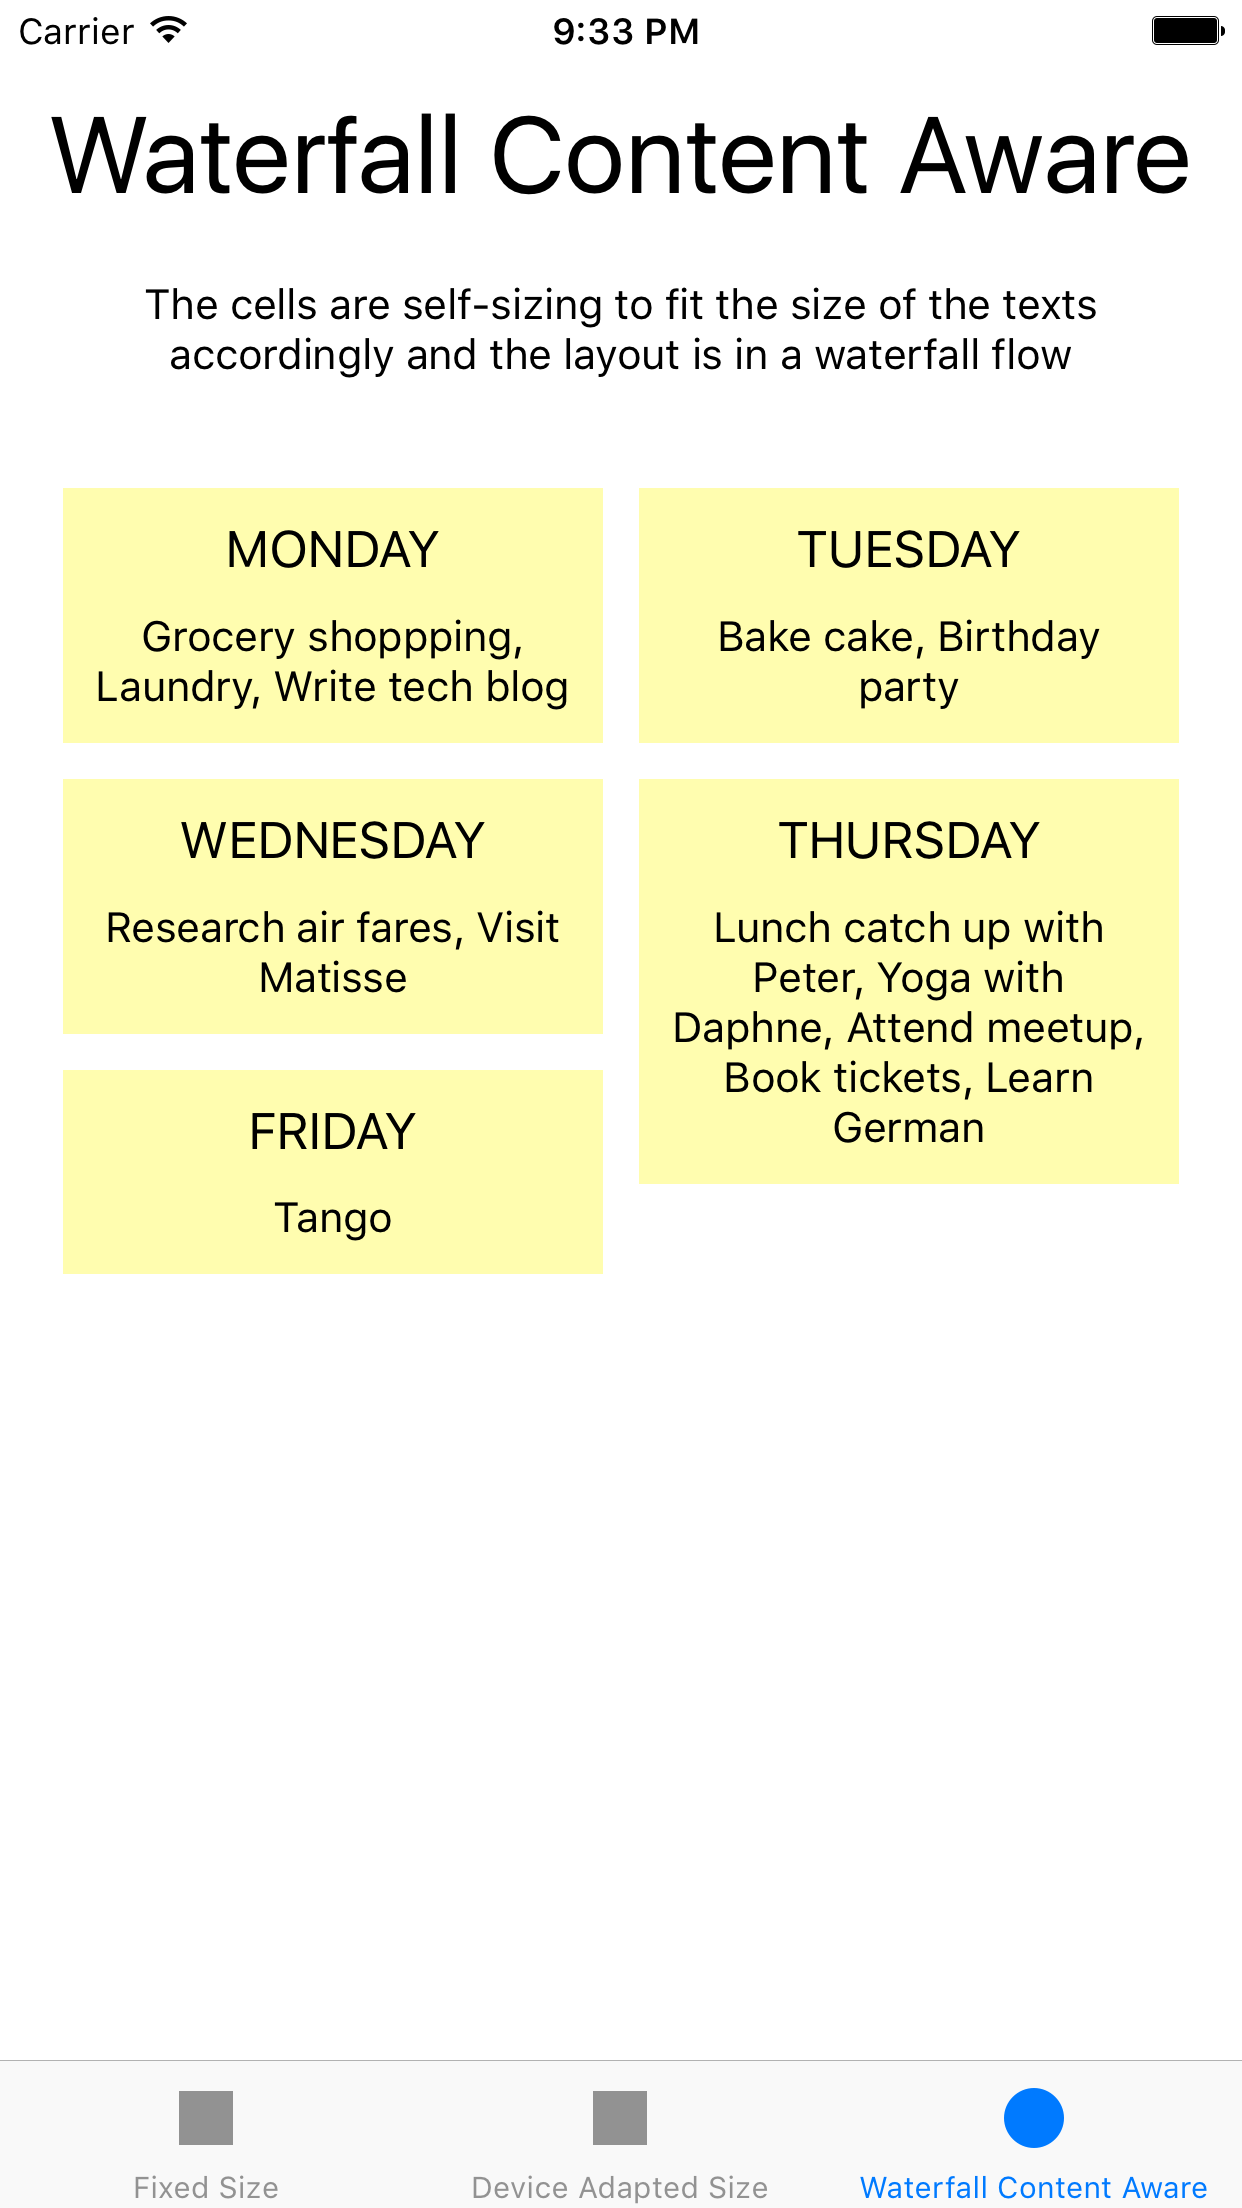 Carrier 9:33 PM
Waterfall Content Aware
The cells are self-sizing to fit the size of the texts
accordingly and the layout is in a waterfall flow
MONDAY
Grocery shoppping,
Laundry, Write tech blog
TUESDAY
Bake cake, Birthday
party
WEDNESDAY
Research air fares, Visit
Matisse
THURSDAY
Lunch catch up with
Peter, Yoga with
Daphne, Attend meetup,
Book tickets, Learn
German
FRIDAY
Tango
Fixed Size
Device Adapted Size
Waterfall Content Aware